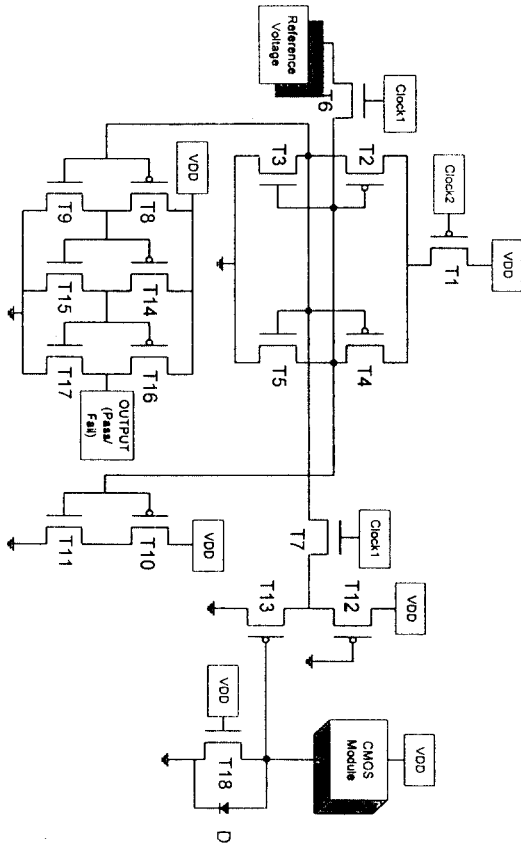 Reference
Voltage
T6
Clock1
T3
T2
Clock2
T1
VDD
VDD
T9
T8
T15
T14
T17
T16
OUTPUT
(Pass/
Fail)
T5
T4
T11
T10
VDD
T7
Clock1
T13
T12
VDD
VDD
T18
D
CMOS
Module
VDD